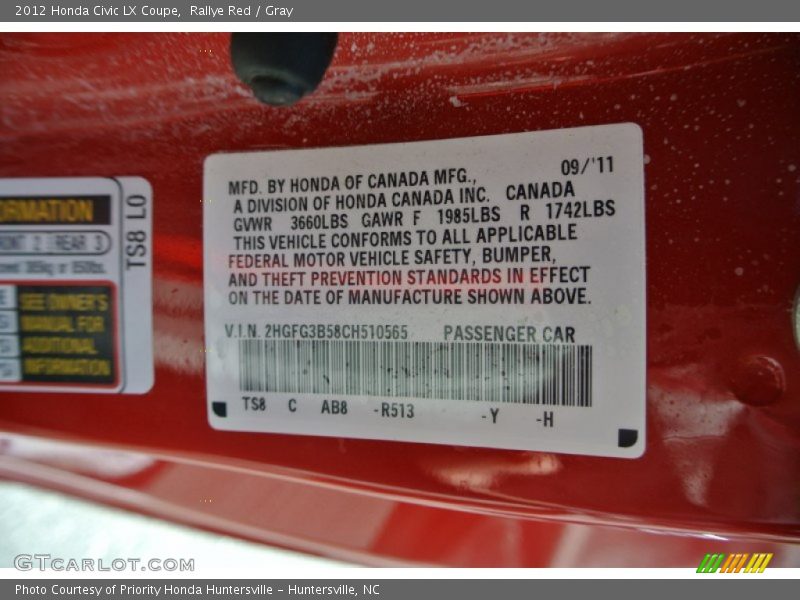 2012 Honda Civic LX Coupe, Rallye Red / Gray
MFD. BY HONDA OF CANADA MFG., 09/'11
A DIVISION OF HONDA CANADA INC. CANADA
GVWR 3660LBS GAWR F 1985LBS R 1742LBS
THIS VEHICLE CONFORMS TO ALL APPLICABLE
FEDERAL MOTOR VEHICLE SAFETY, BUMPER,
AND THEFT PREVENTION STANDARDS IN EFFECT
ON THE DATE OF MANUFACTURE SHOWN ABOVE.
V.I.N. 2HGFG3B58CH510565 PASSENGER CAR
TS8 C AB8 -R513 -Y -H
TS8 L0
2 REAR 3
SEE OWNER'S
MANUAL FOR
ADDITIONAL
INFORMATION
GTcarlot.com
Photo Courtesy of Priority Honda Huntersville - Huntersville, NC